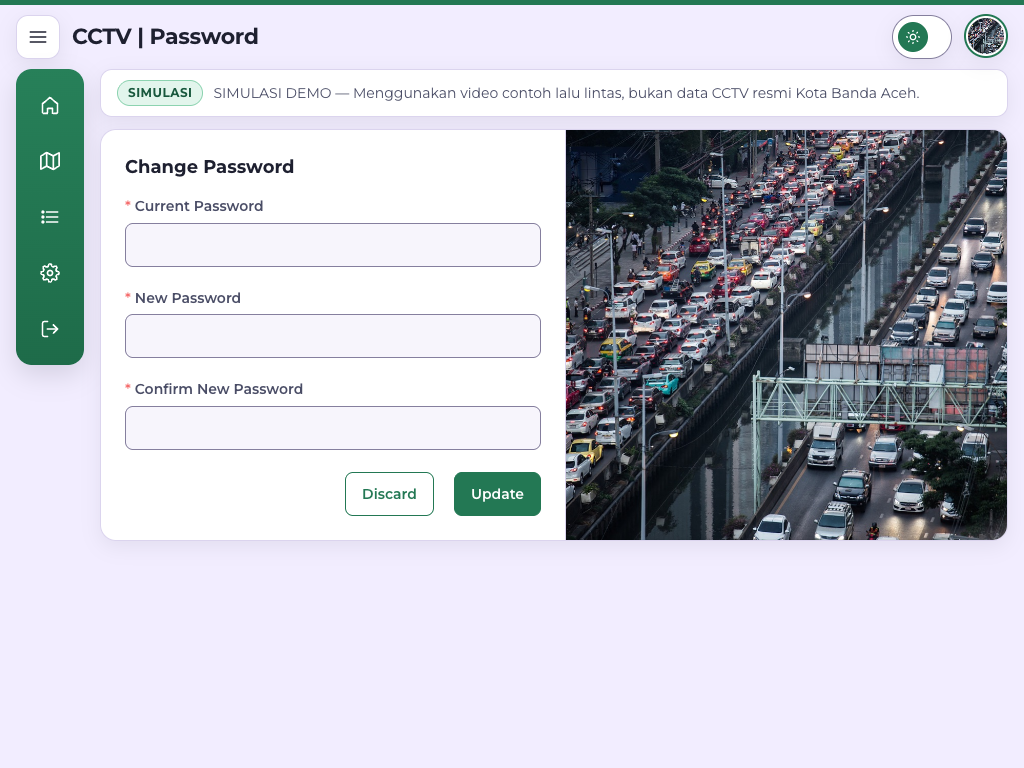 CCTV | Password
SIMULASI SIMULASI DEMO — Menggunakan video contoh lalu lintas, bukan data CCTV resmi Kota Banda Aceh.
Change Password
* Current Password
* New Password
* Confirm New Password
Discard Update